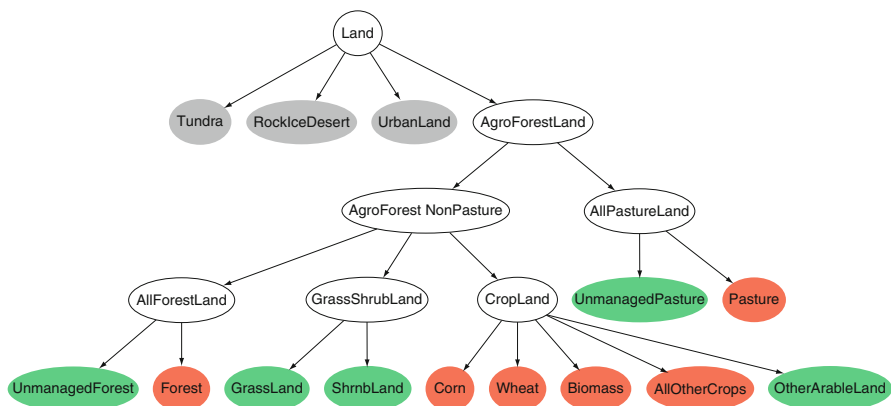 Land
Tundra
RockIceDesert
UrbanLand
AgroForestLand
AgroForest NonPasture
AllPastureLand
AllForestLand
GrassShrubLand
CropLand
UnmanagedPasture
Pasture
UnmanagedForest
Forest
GrassLand
ShrnbLand
Corn
Wheat
Biomass
AllOtherCrops
OtherArableLand